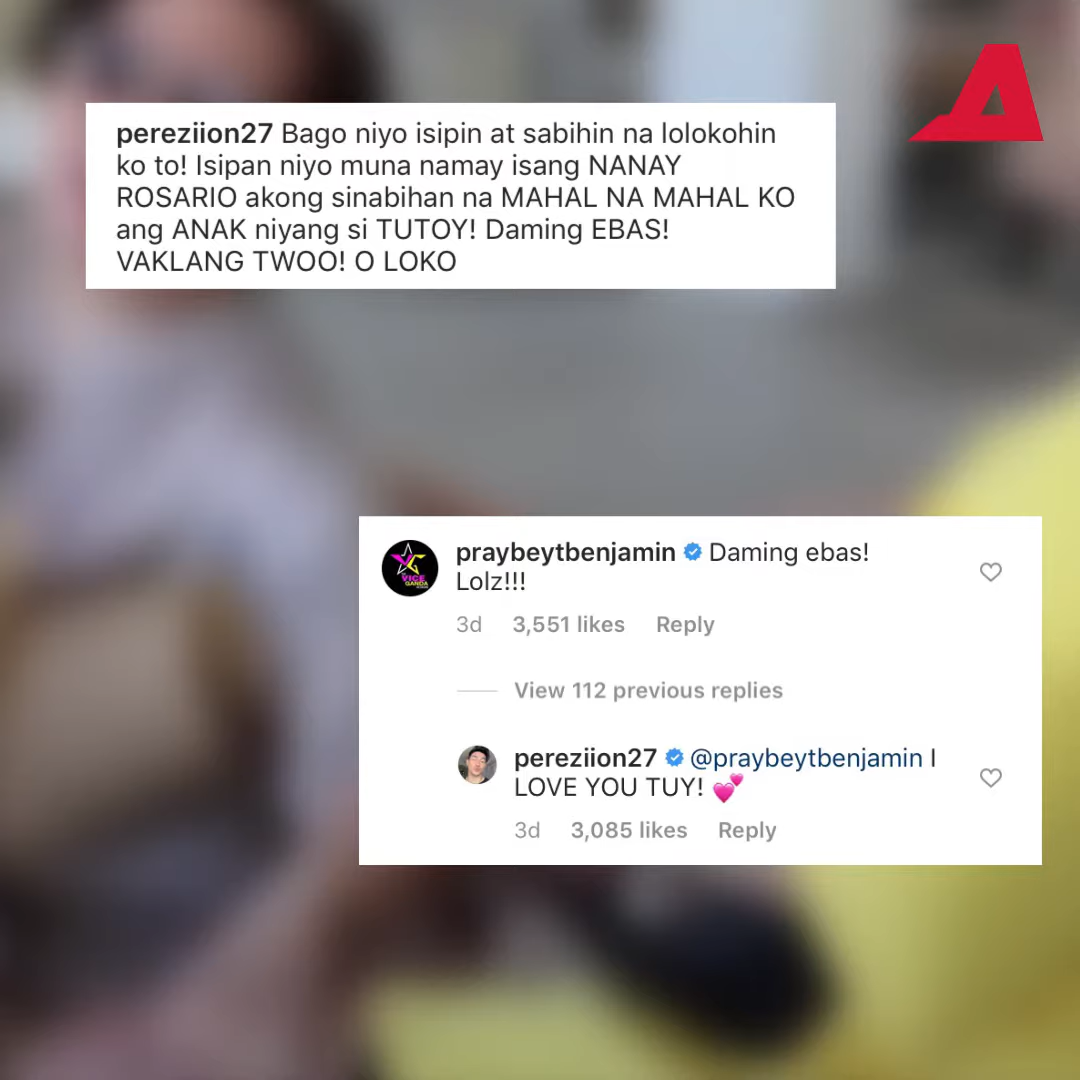 A
pereziion27 Bago niyo isipin at sabihin na lolokohin
ko to! Isipan niyo muna namay isang NANAY
ROSARIO akong sinabihan na MAHAL NA MAHAL KO
ang ANAK niyang si TUTOY! Daming EBAS!
VAKLANG TWOO! O LOKO
VG
VICE
GANDA
praybeytbenjamin Daming ebas!
Lolz!!!
3d 3,551 likes Reply
View 112 previous replies
pereziion27 @praybeytbenjamin I
LOVE YOU TUY! 💕
3d 3,085 likes Reply